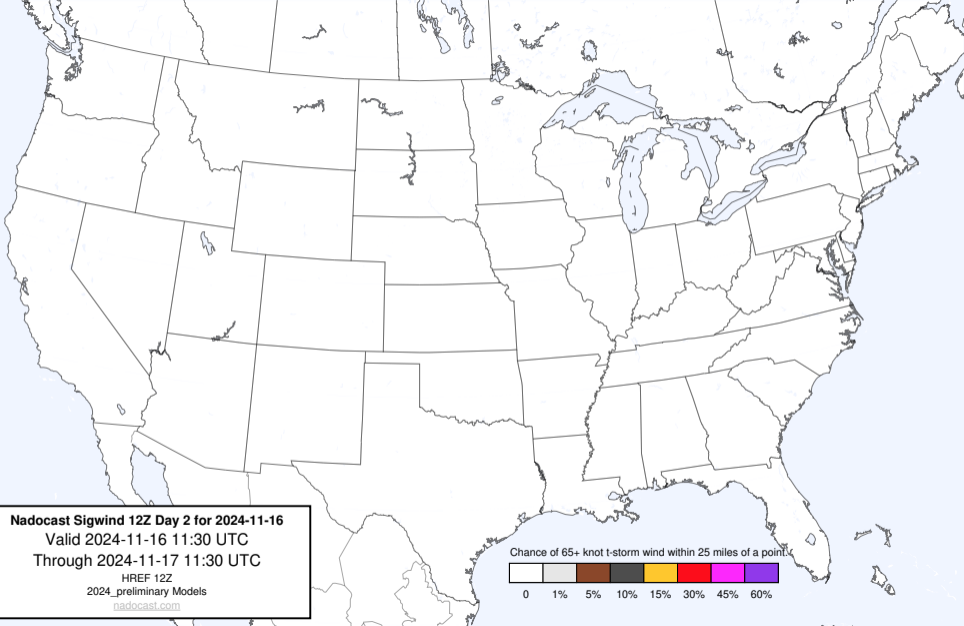 Nadocast Sigwind 12Z Day 2 for 2024-11-16
Valid 2024-11-16 11:30 UTC
Through 2024-11-17 11:30 UTC
HREF 12Z
2024_preliminary Models
nadocast.com
Chance of 65+ knot t-storm wind within 25 miles of a point.
0 1% 5% 10% 15% 30% 45% 60%